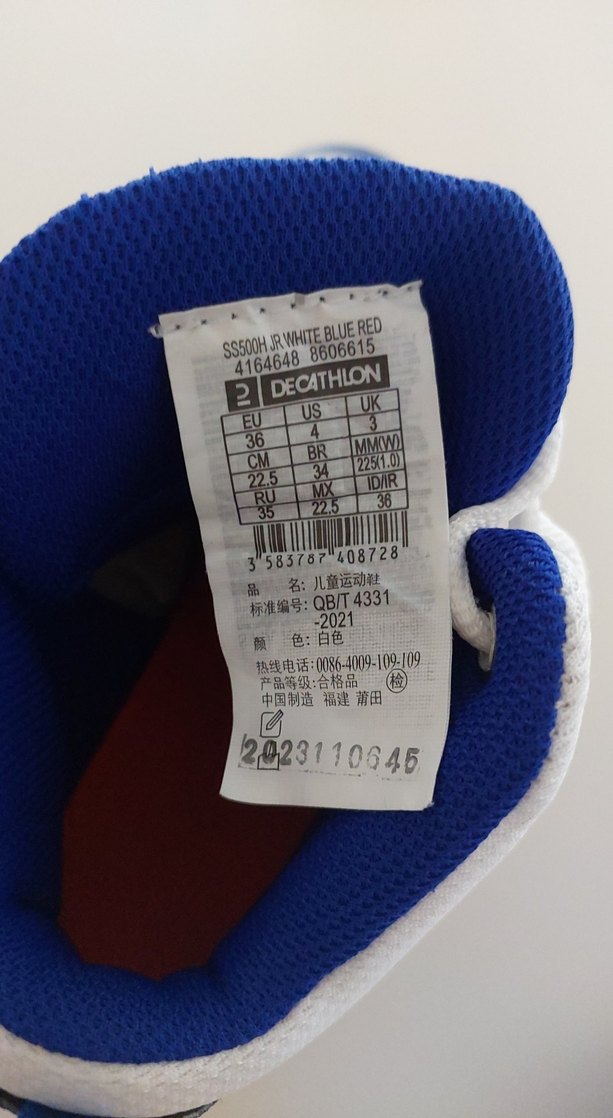 SS500H JR WHITE BLUE RED
4164648 8606615
DECATHLON
EU US UK
36 4 3
CM BR MM(W)
22.5 34 225(1.0)
RU MX ID/IR
35 22.5 36
3 583787 408728
品 名: 儿童运动鞋
标准编号: QB/T 4331
-2021
颜 色: 白色
热线电话: 0086-4009-109-109
产品等级: 合格品 检
中国制造 福建 莆田
2023110645